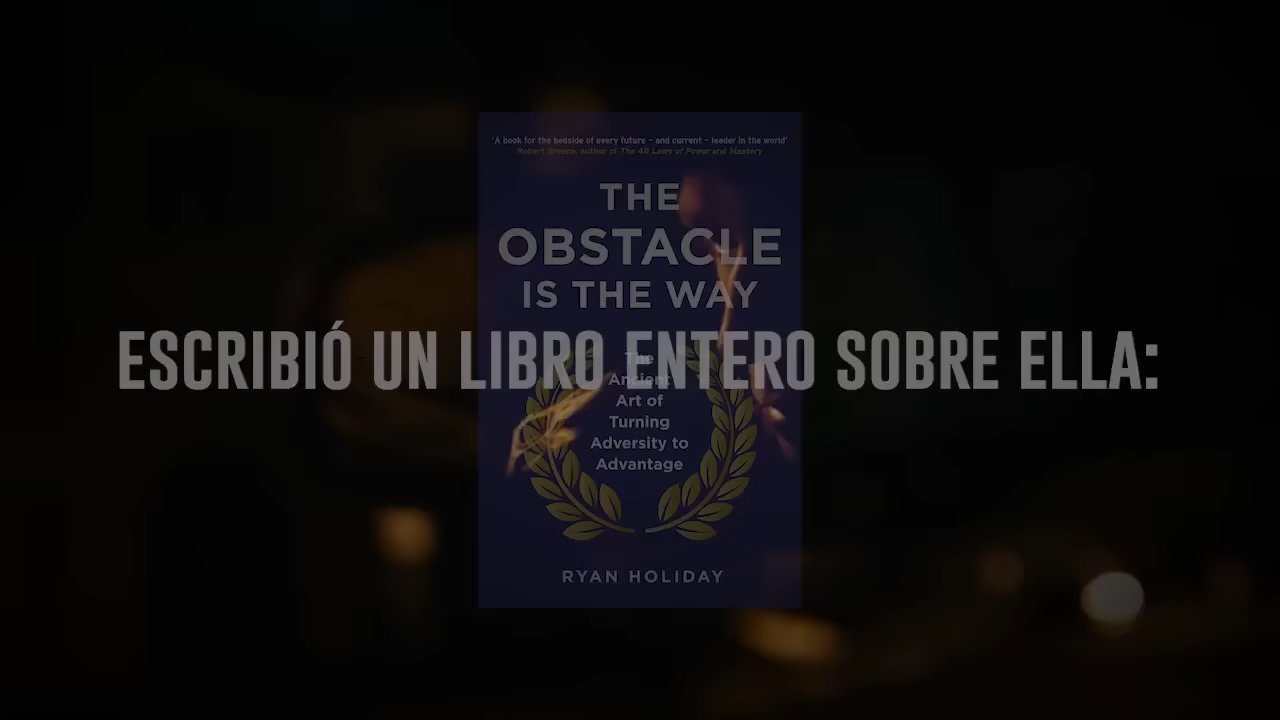 'A book for the bedside of every future – and current – leader in the world'
Robert Greene, author of The 48 Laws of Power and Mastery
THE
OBSTACLE
IS THE WAY
ESCRIBIÓ UN LIBRO ENTERO SOBRE ELLA:
The
Ancient
Art of
Turning
Adversity to
Advantage
RYAN HOLIDAY